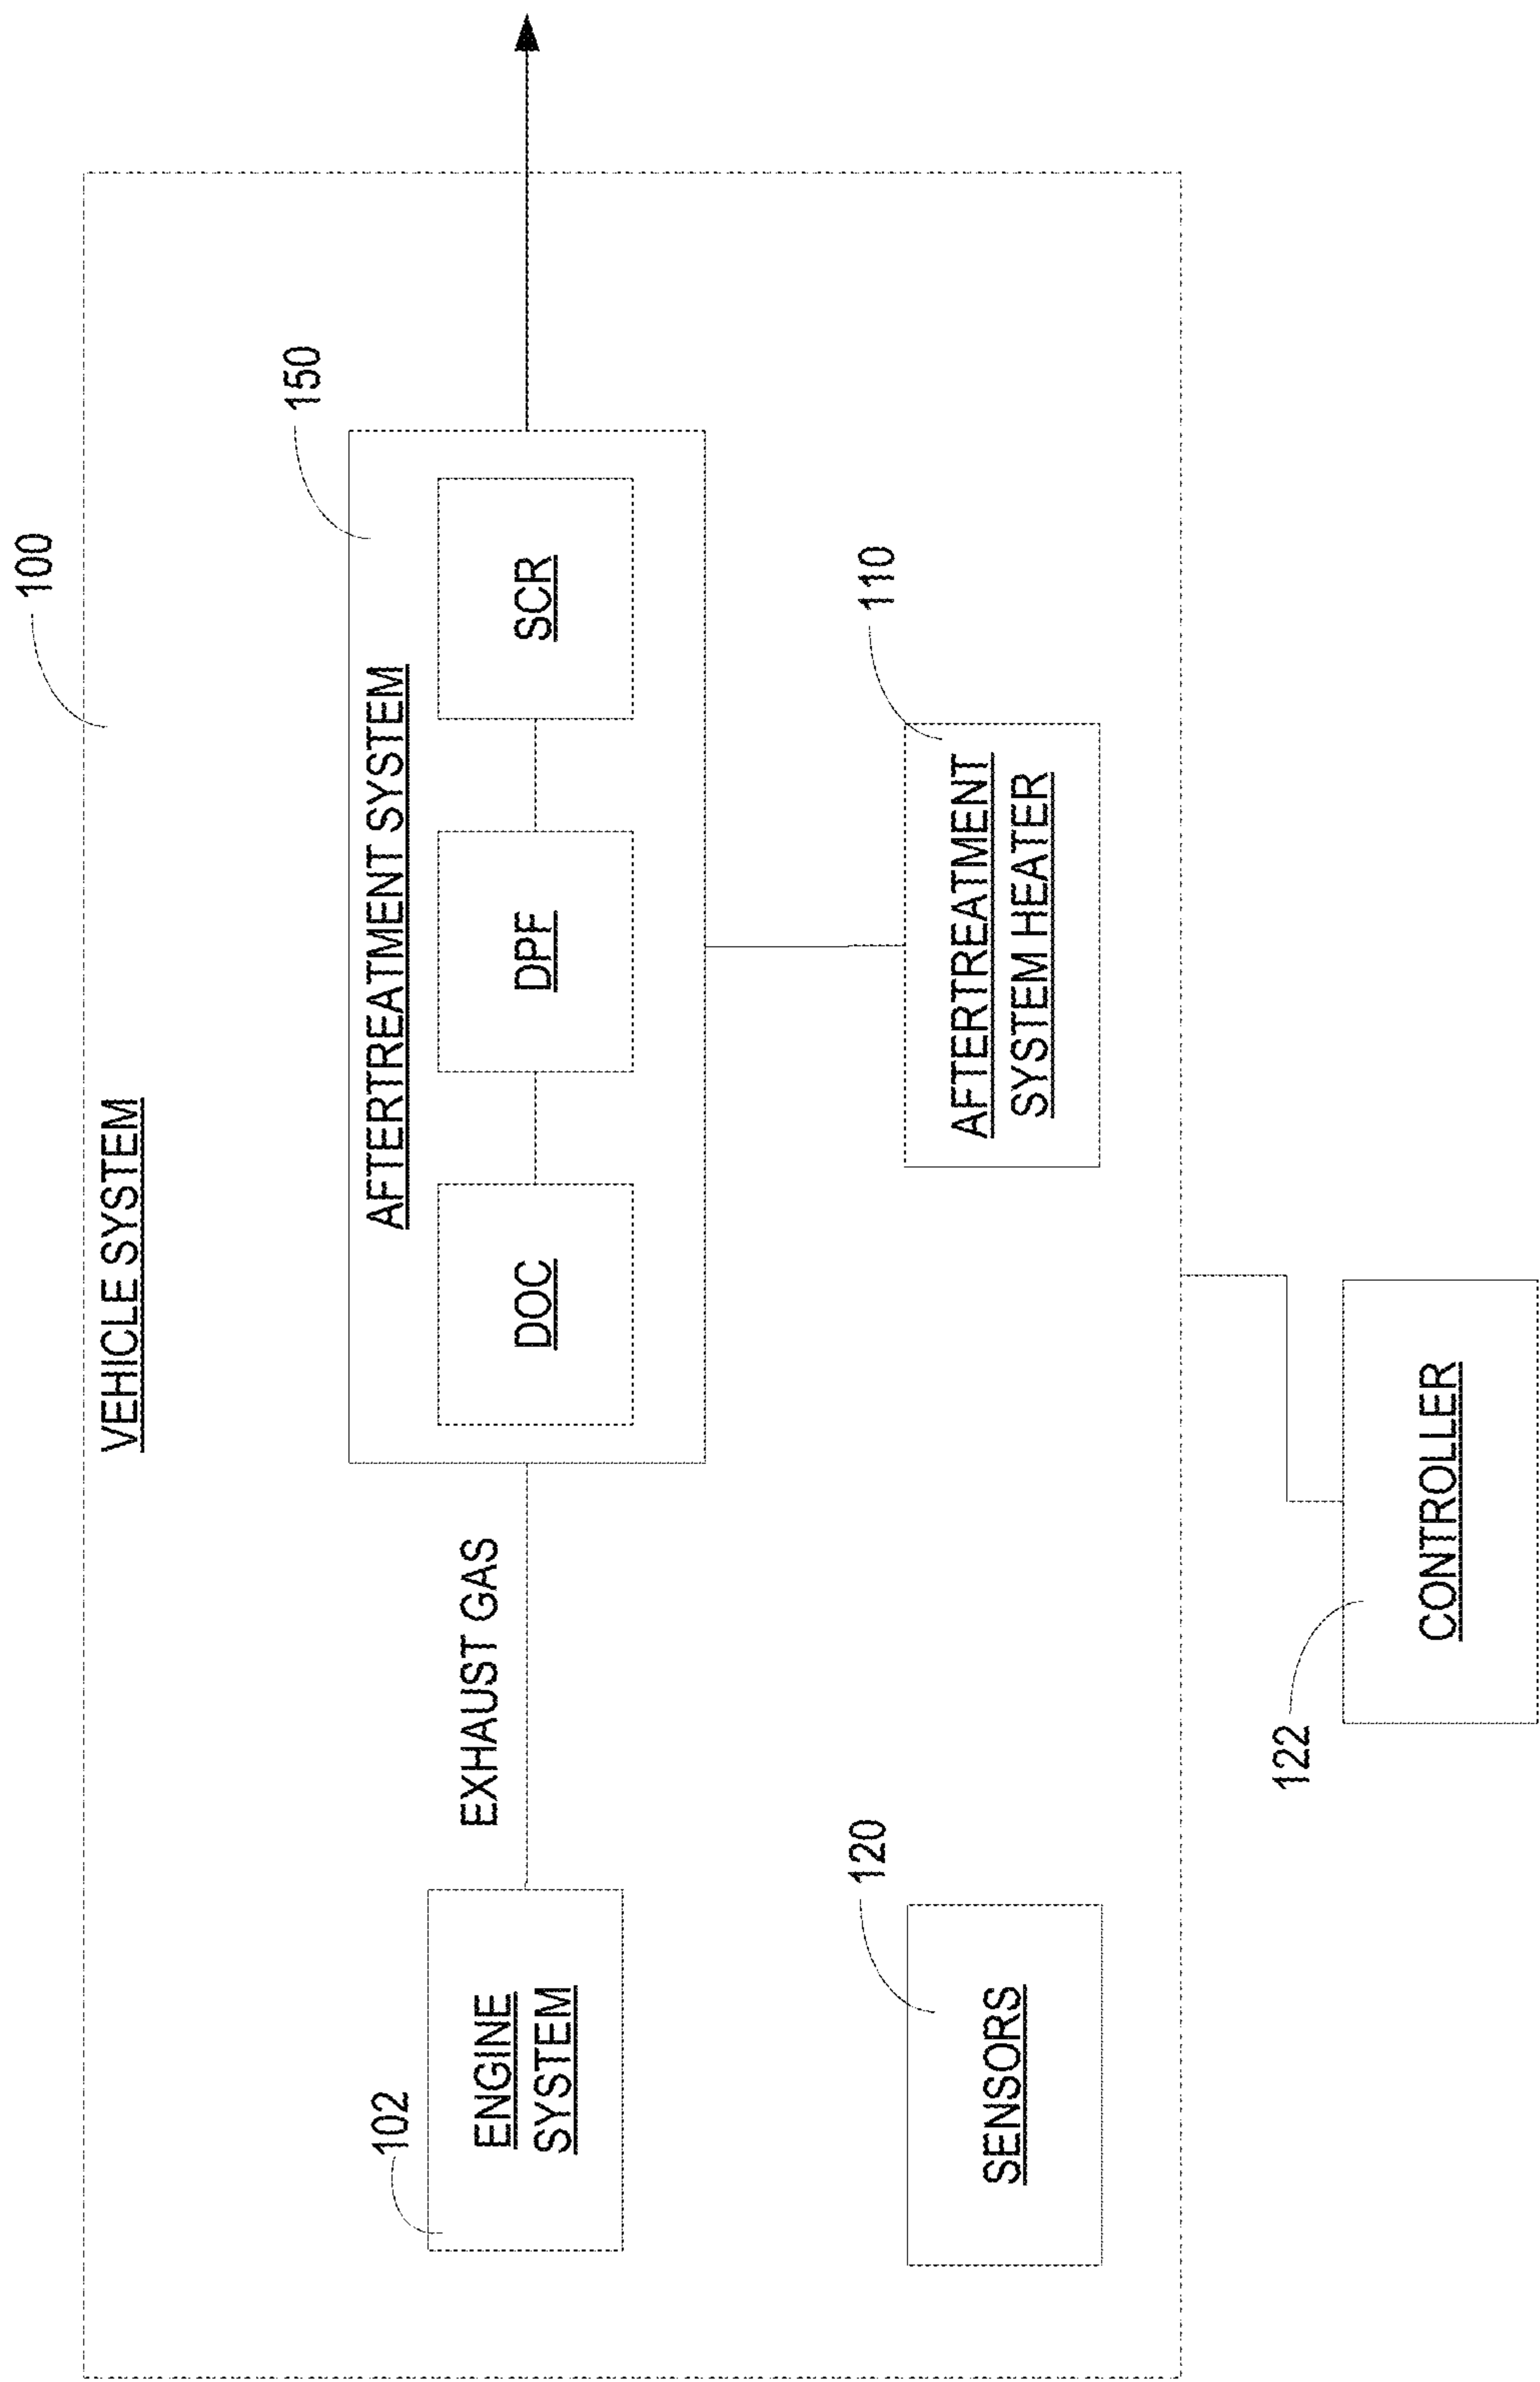 100
VEHICLE SYSTEM
150
AFTERTREATMENT SYSTEM
102
ENGINE
SYSTEM
EXHAUST GAS
DOC
DPF
SCR
120
SENSORS
110
AFTERTREATMENT
SYSTEM HEATER
122
CONTROLLER